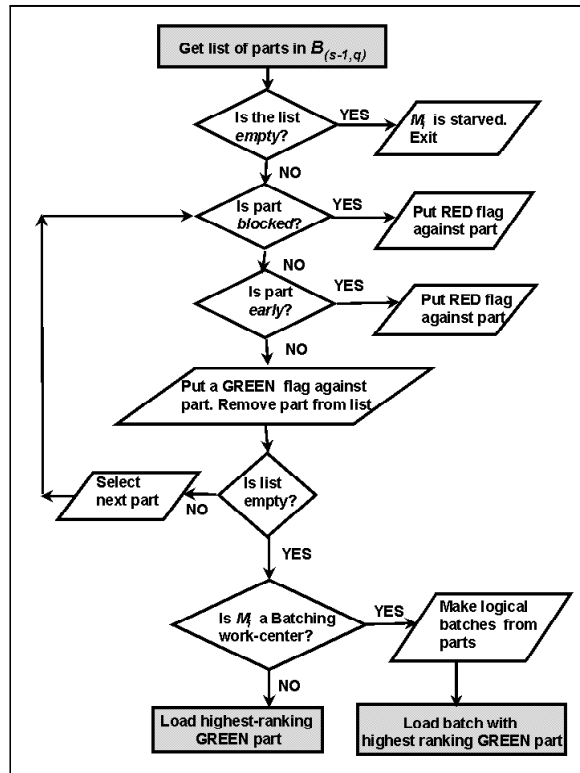 Get list of parts in B(s-1,q)
Is the list
empty?
YES
M_i is starved.
Exit
NO
Is part
blocked?
YES
Put RED flag
against part
NO
Is part
early?
YES
Put RED flag
against part
NO
Put a GREEN flag against
part. Remove part from list
Is list
empty?
NO
Select
next part
YES
Is M_i a Batching
work-center?
YES
Make logical
batches from
parts
NO
Load highest-ranking
GREEN part
Load batch with
highest ranking GREEN part